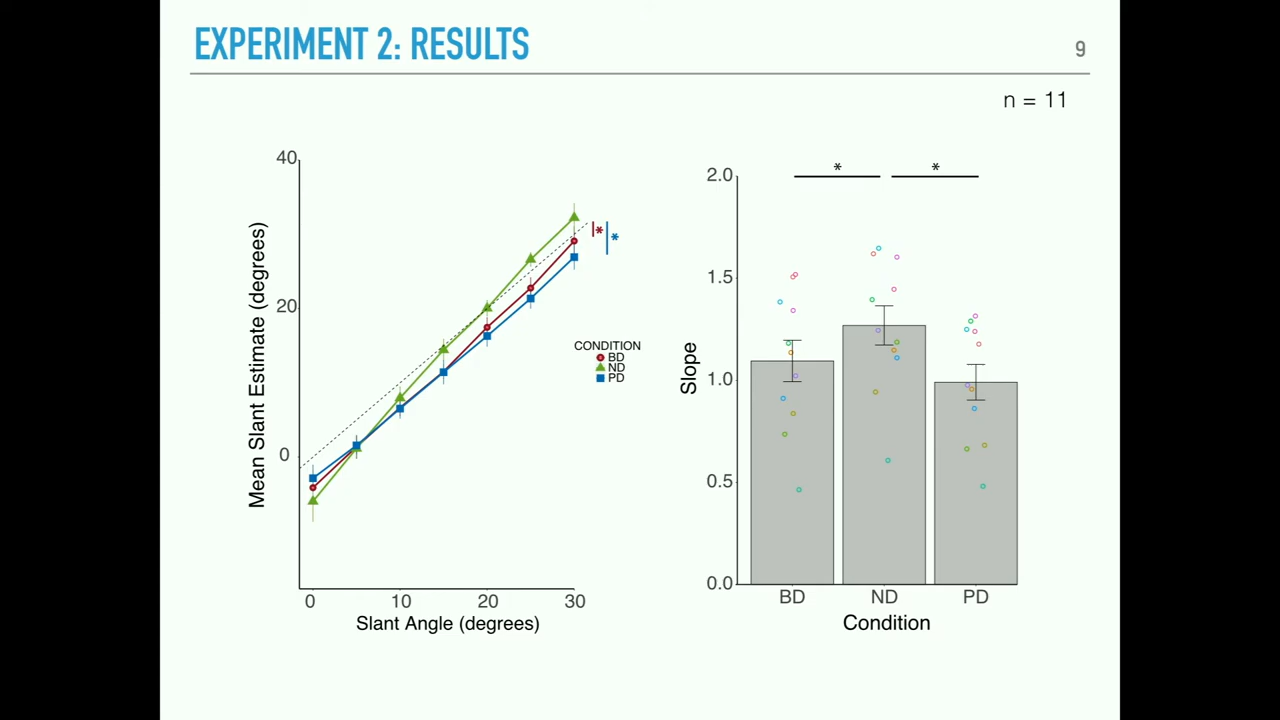 EXPERIMENT 2: RESULTS
9
n = 11
40
20
0
Mean Slant Estimate (degrees)
0 10 20 30
Slant Angle (degrees)
* *
CONDITION
BD
ND
PD
* *
2.0
1.5
1.0
0.5
0.0
Slope
BD ND PD
Condition